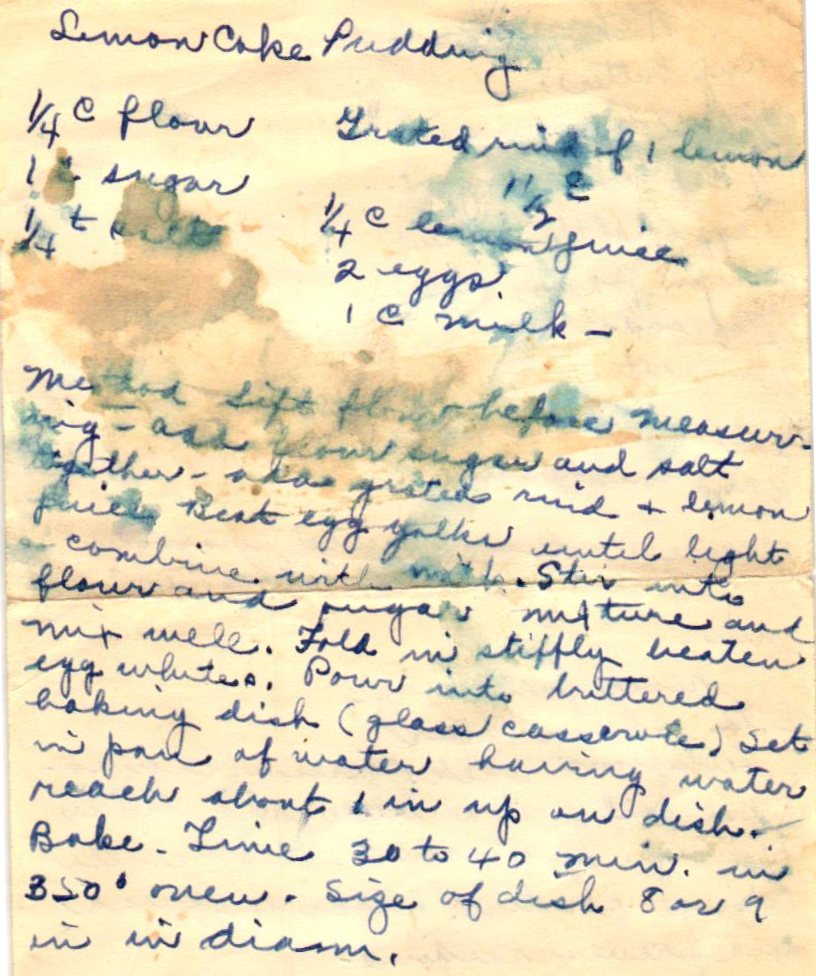 Lemon Cake Pudding
1/4 c flour
1 c sugar
1/4 t salt
Grated rind of 1 lemon
1 1/2 c
1/4 c lemon juice
2 eggs
1 c milk -
Method sift flour before measur-
ing - add flour sugar and salt
together - add grated rind + lemon
juice. Beat egg yolks until light
- combine with milk. Stir into
flour and sugar mixture and
mix well. Fold in stiffly beaten
egg whites. Pour into buttered
baking dish (glass casserole) Set
in pan of water having water
reach about 1 in up on dish.
Bake - Time 30 to 40 min. in
350° oven. Size of dish 8 or 9
in in diam.